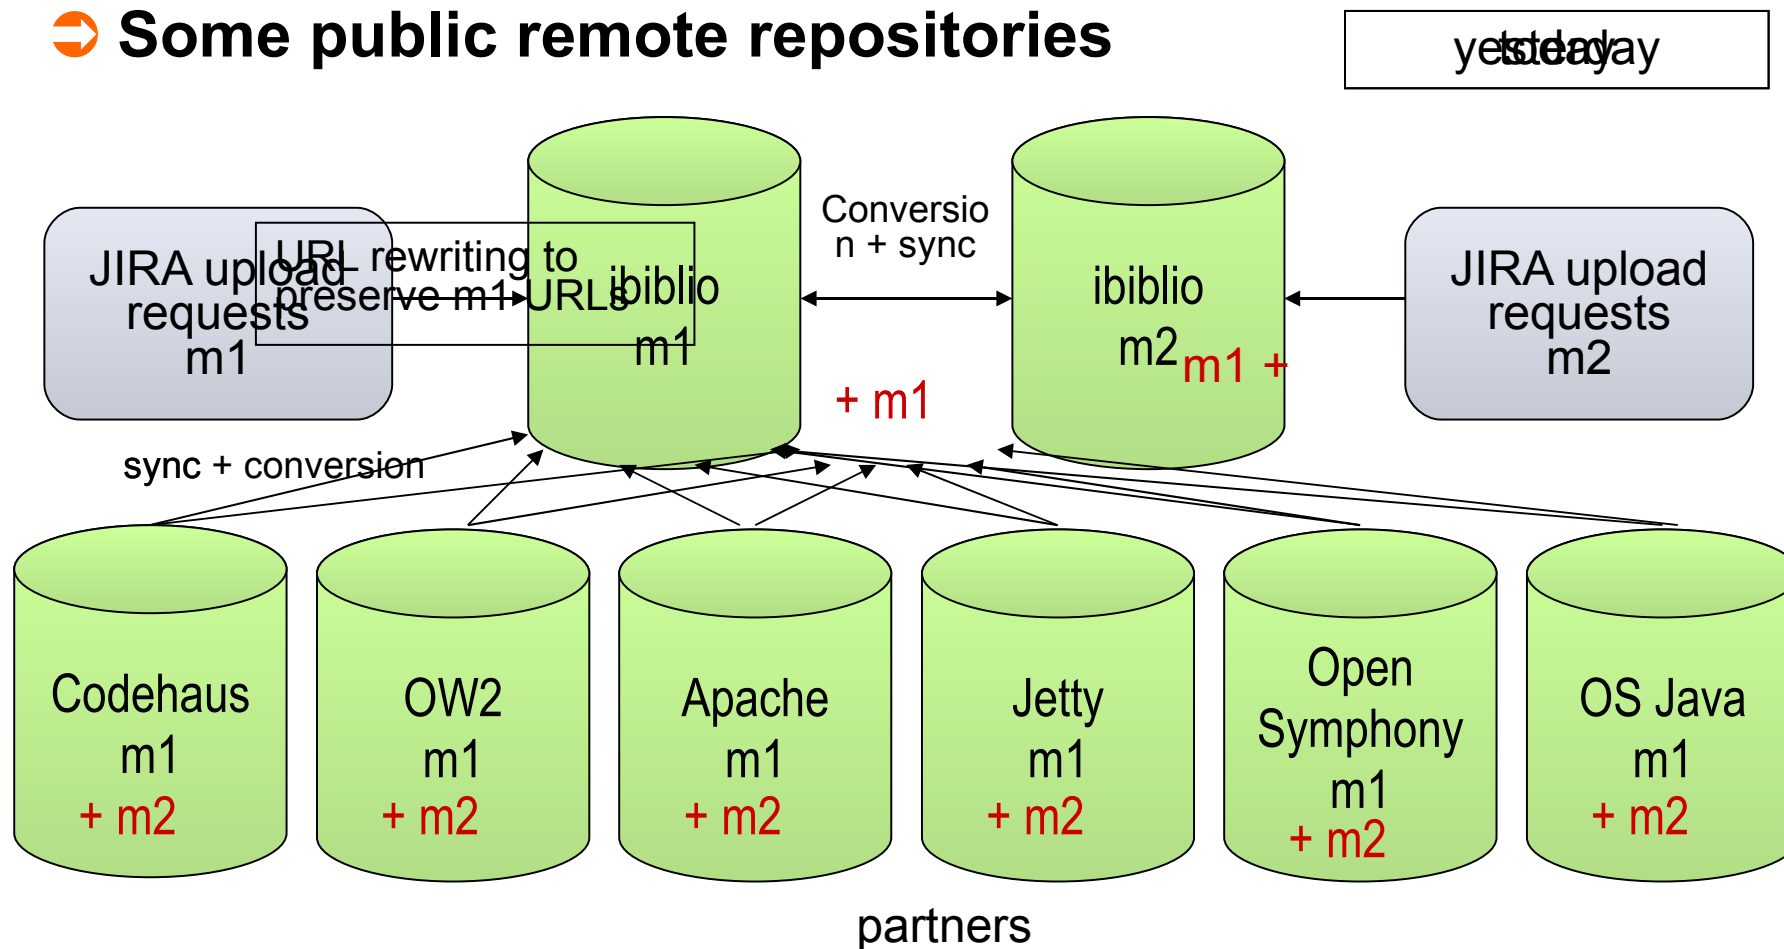 Some public remote repositories
yesterday
today
JIRA upload
requests
m1
URL rewriting to
preserve m1 URLs
ibiblio
m1
Conversio
n + sync
ibiblio
m2
m1 +
JIRA upload
requests
m2
+ m1
sync + conversion
Codehaus
m1
+ m2
OW2
m1
+ m2
Apache
m1
+ m2
Jetty
m1
+ m2
Open
Symphony
m1
+ m2
OS Java
m1
+ m2
partners